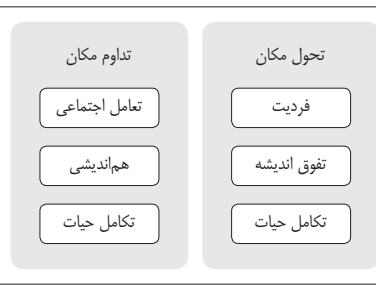 تحول مکان
فردیت
تفوق اندیشه
تکامل حیات
تداوم مکان
تعامل اجتماعی
هم‌اندیشی
تکامل حیات